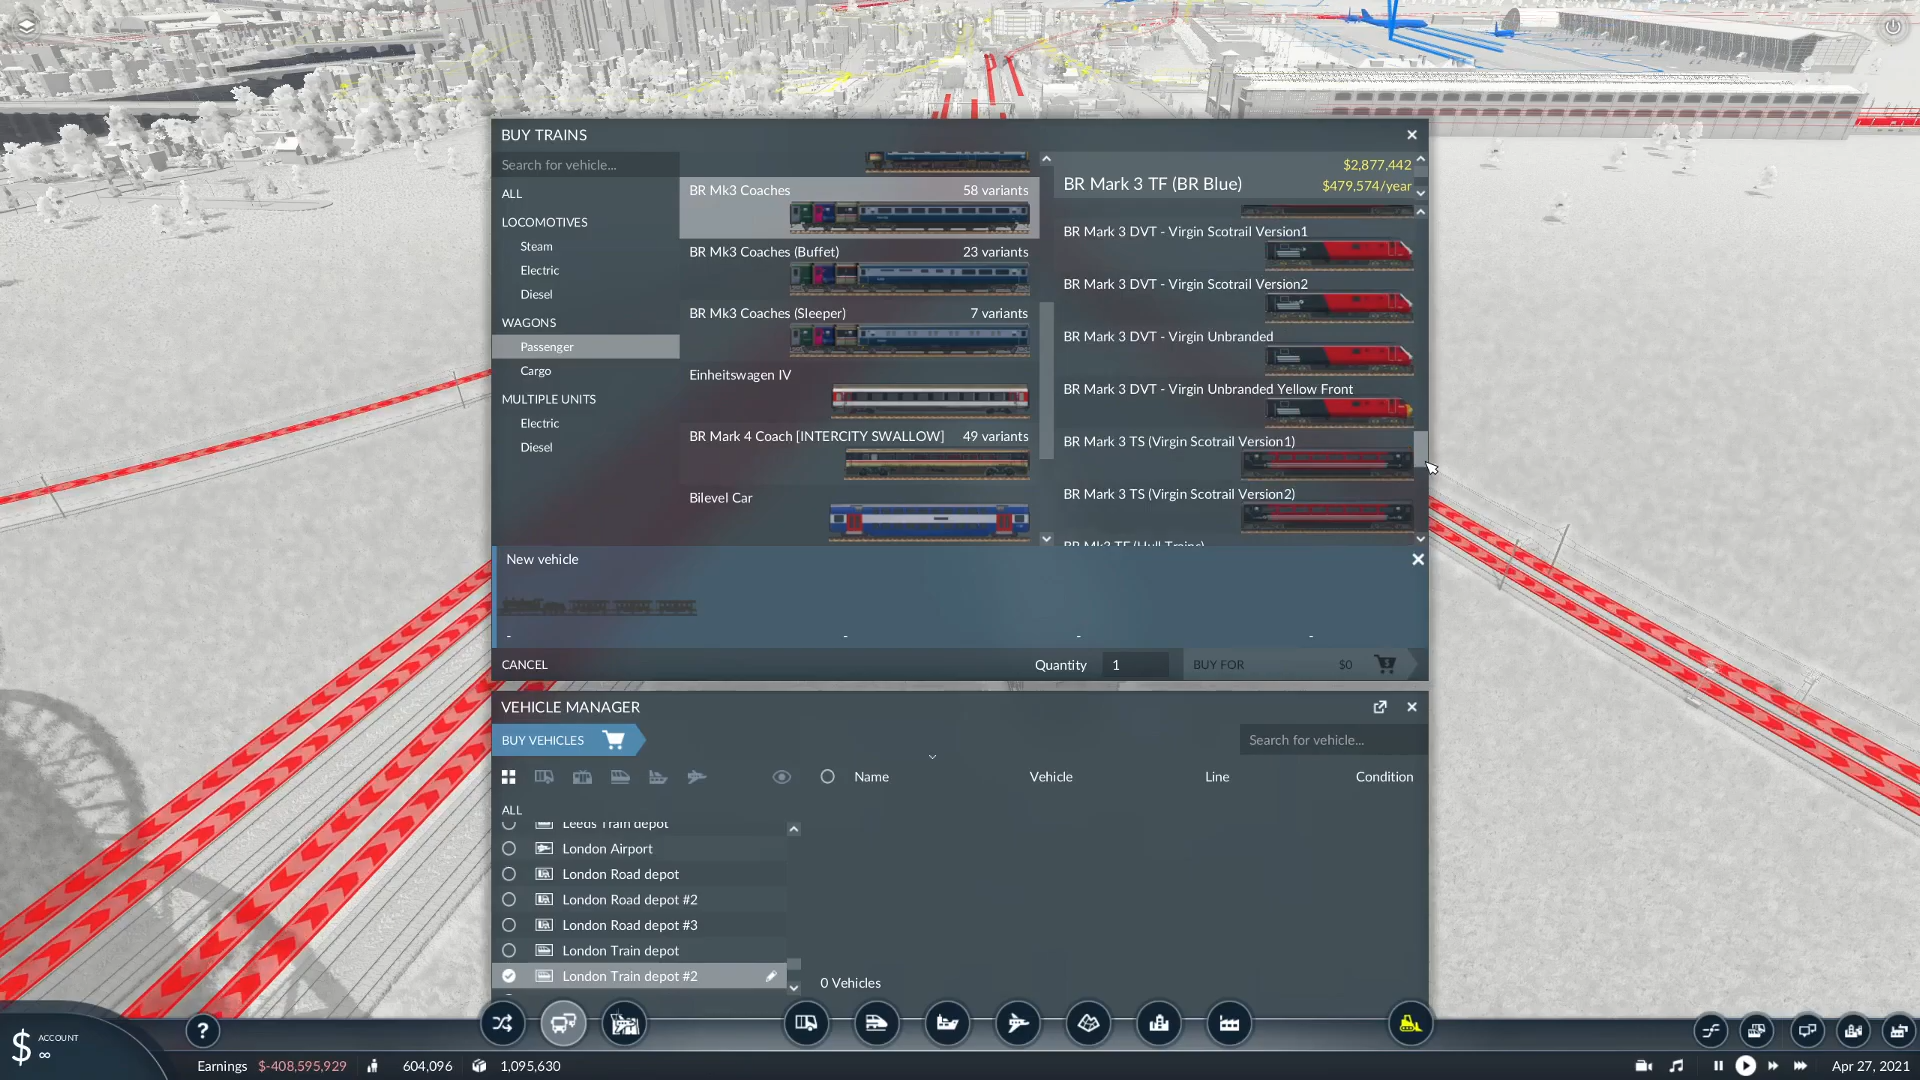 BUY TRAINS
Search for vehicle...
ALL
LOCOMOTIVES
Steam
Electric
Diesel
WAGONS
Passenger
Cargo
MULTIPLE UNITS
Electric
Diesel
BR Mk3 Coaches 58 variants
BR Mk3 Coaches (Buffet) 23 variants
BR Mk3 Coaches (Sleeper) 7 variants
Einheitswagen IV
BR Mark 4 Coach [INTERCITY SWALLOW] 49 variants
Bilevel Car
$2,877,442
BR Mark 3 TF (BR Blue) $479,574/year
BR Mark 3 DVT - Virgin Scotrail Version1
BR Mark 3 DVT - Virgin Scotrail Version2
BR Mark 3 DVT - Virgin Unbranded
BR Mark 3 DVT - Virgin Unbranded Yellow Front
BR Mark 3 TS (Virgin Scotrail Version1)
BR Mark 3 TS (Virgin Scotrail Version2)
BR Mk3 TF (Hull Trains)
New vehicle
- - - -
CANCEL
Quantity 1
BUY FOR $0
VEHICLE MANAGER
BUY VEHICLES
Search for vehicle...
Name Vehicle Line Condition
ALL
Leeds Train depot
London Airport
London Road depot
London Road depot #2
London Road depot #3
London Train depot
London Train depot #2
0 Vehicles
$ ACCOUNT
∞
?
Earnings $-408,595,929 604,096 1,095,630
Apr 27, 2021